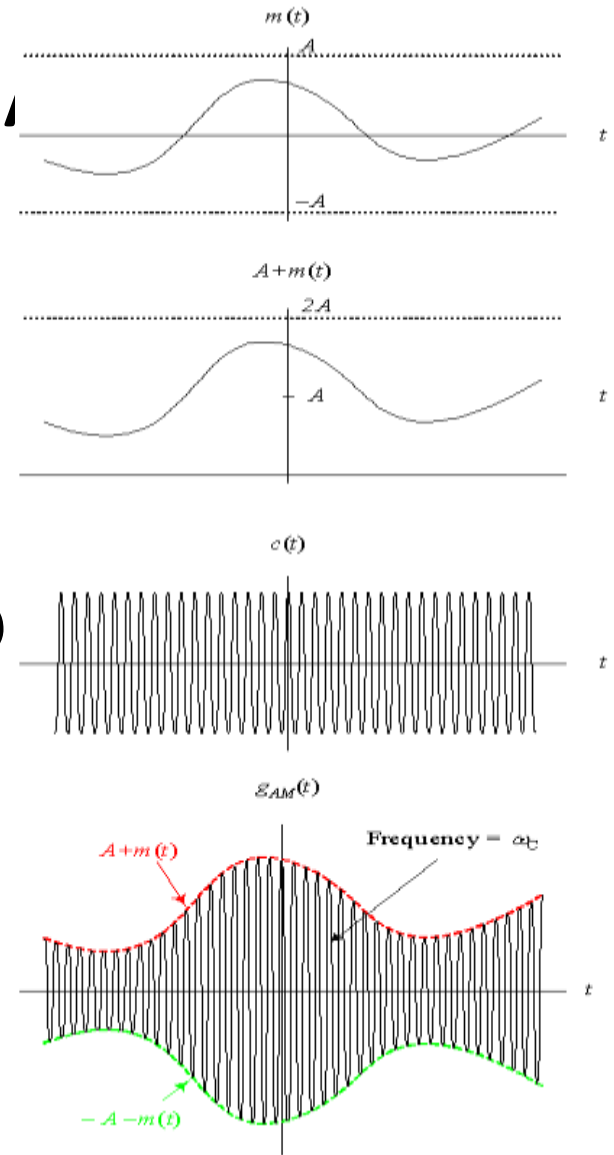 m(t)
A
t
−A
A+m(t)
2A
A
t
c(t)
t
g_AM(t)
Frequency = ω_c
A+m(t)
t
− A −m(t)